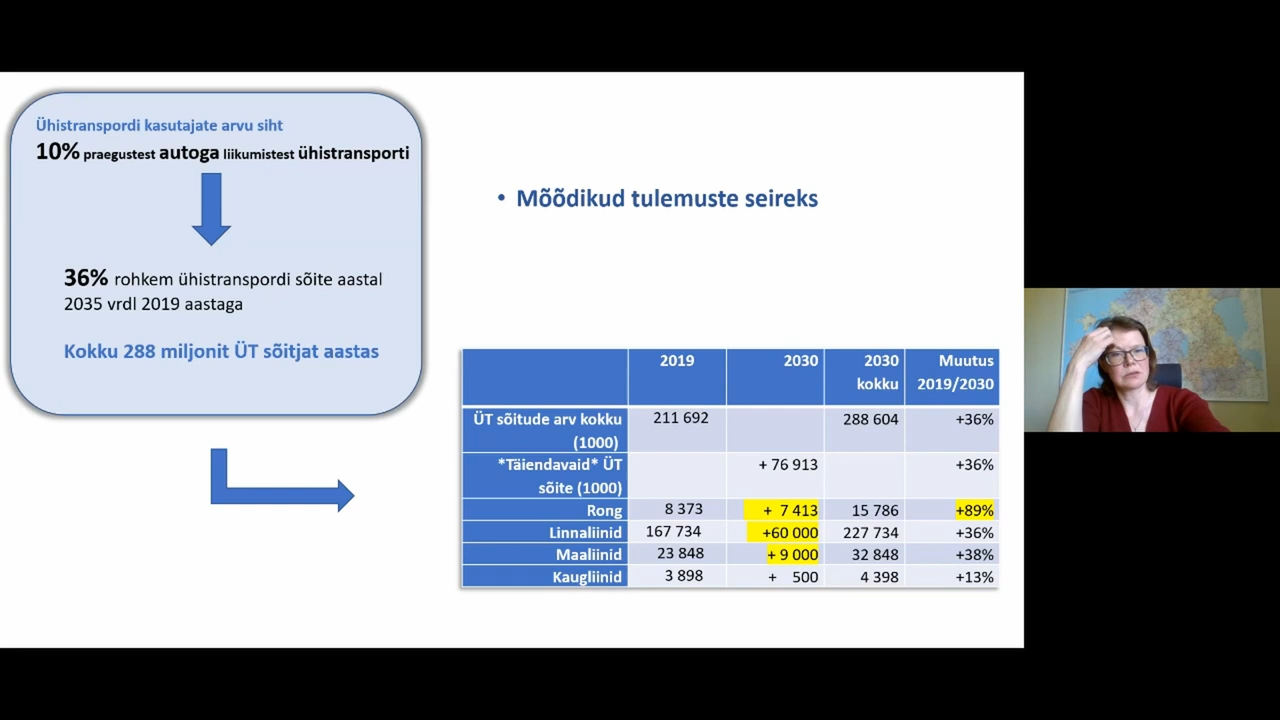 Ühistranspordi kasutajate arvu siht
10% praegustest autoga liikumistest ühistransporti
36% rohkem ühistranspordi sõite aastal
2035 vrdl 2019 aastaga
Kokku 288 miljonit ÜT sõitjat aastas
• Mõõdikud tulemuste seireks
2019 2030 2030 kokku Muutus 2019/2030
ÜT sõitude arv kokku (1000) 211 692 288 604 +36%
*Täiendavaid* ÜT sõite (1000) + 76 913 +36%
Rong 8 373 + 7 413 15 786 +89%
Linnaliinid 167 734 +60 000 227 734 +36%
Maaliinid 23 848 + 9 000 32 848 +38%
Kaugliinid 3 898 + 500 4 398 +13%